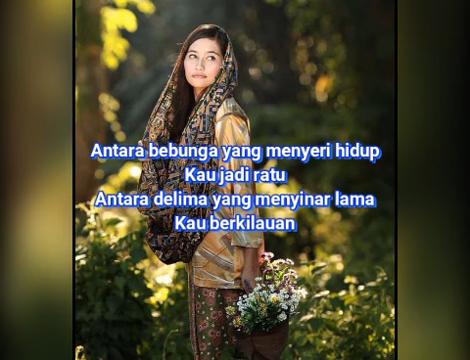 Antara bebunga yang menyeri hidup
Kau jadi ratu
Antara delima yang menyinar lama
Kau berkilauan